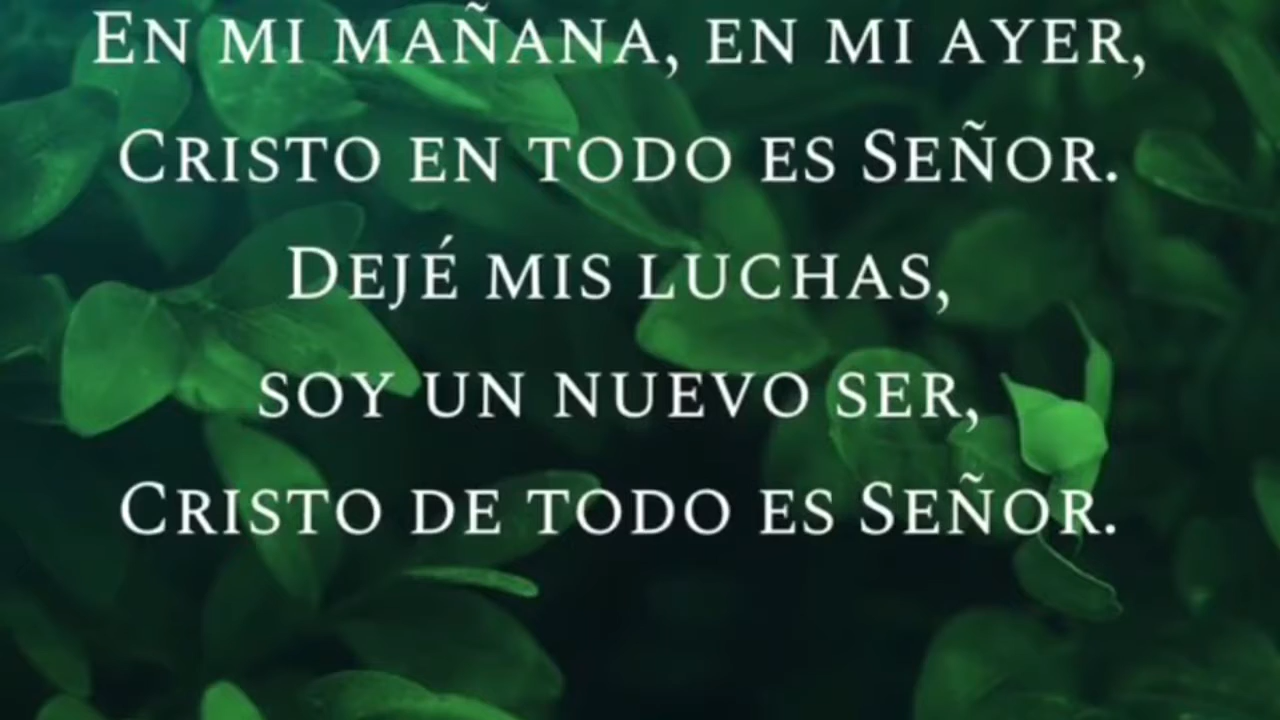 En mi mañana, en mi ayer,
Cristo en todo es Señor.
Dejé mis luchas,
soy un nuevo ser,
Cristo de todo es Señor.